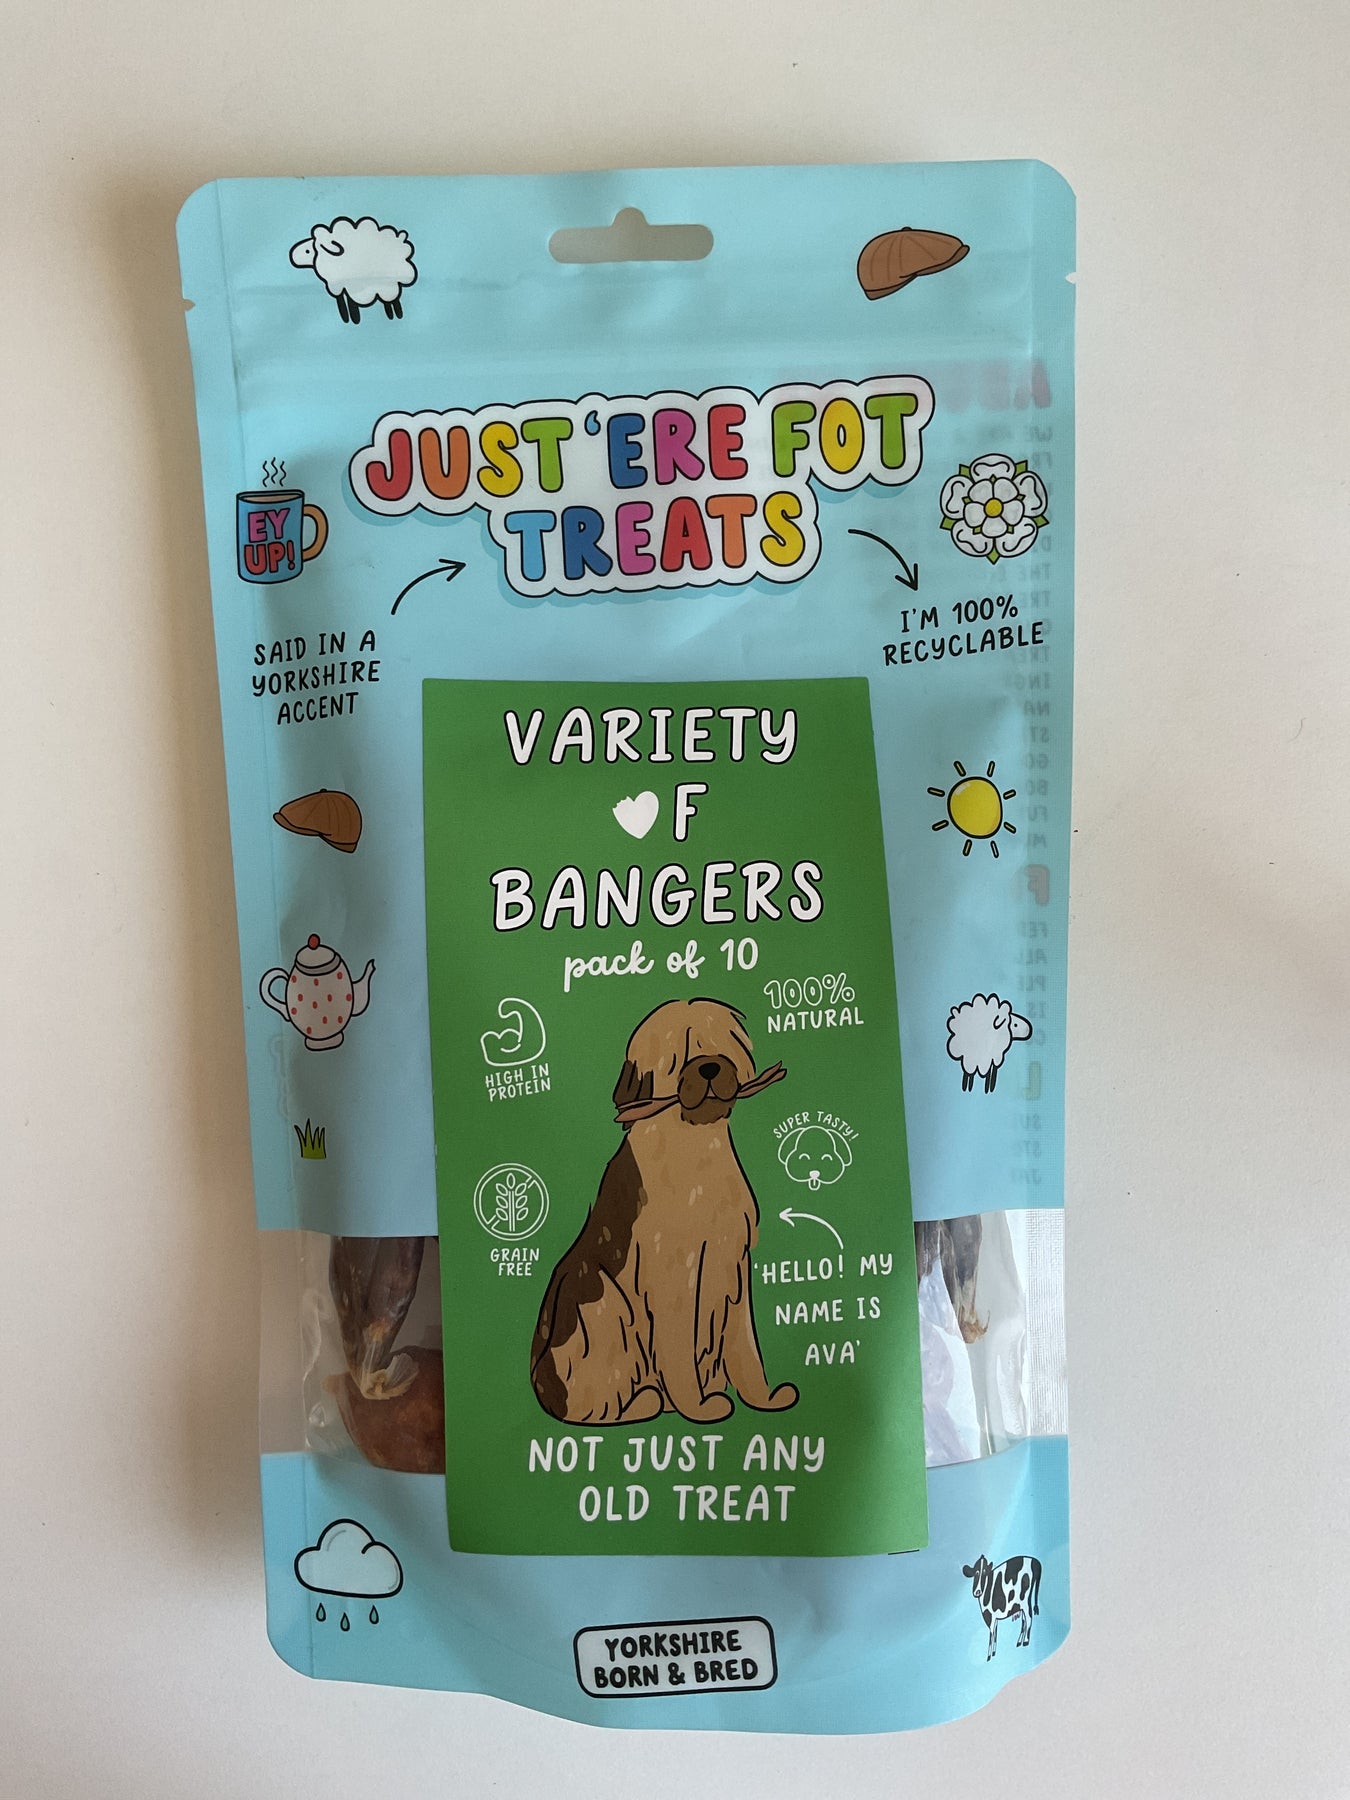 JUST 'ERE FOT
TREATS
EY
UP!
SAID IN A
YORKSHIRE
ACCENT
I'M 100%
RECYCLABLE
VARIETY
F
BANGERS
pack of 10
100%
NATURAL
HIGH IN
PROTEIN
SUPER TASTY!
GRAIN
FREE
'HELLO! MY
NAME IS
AVA'
NOT JUST ANY
OLD TREAT
YORKSHIRE
BORN & BRED